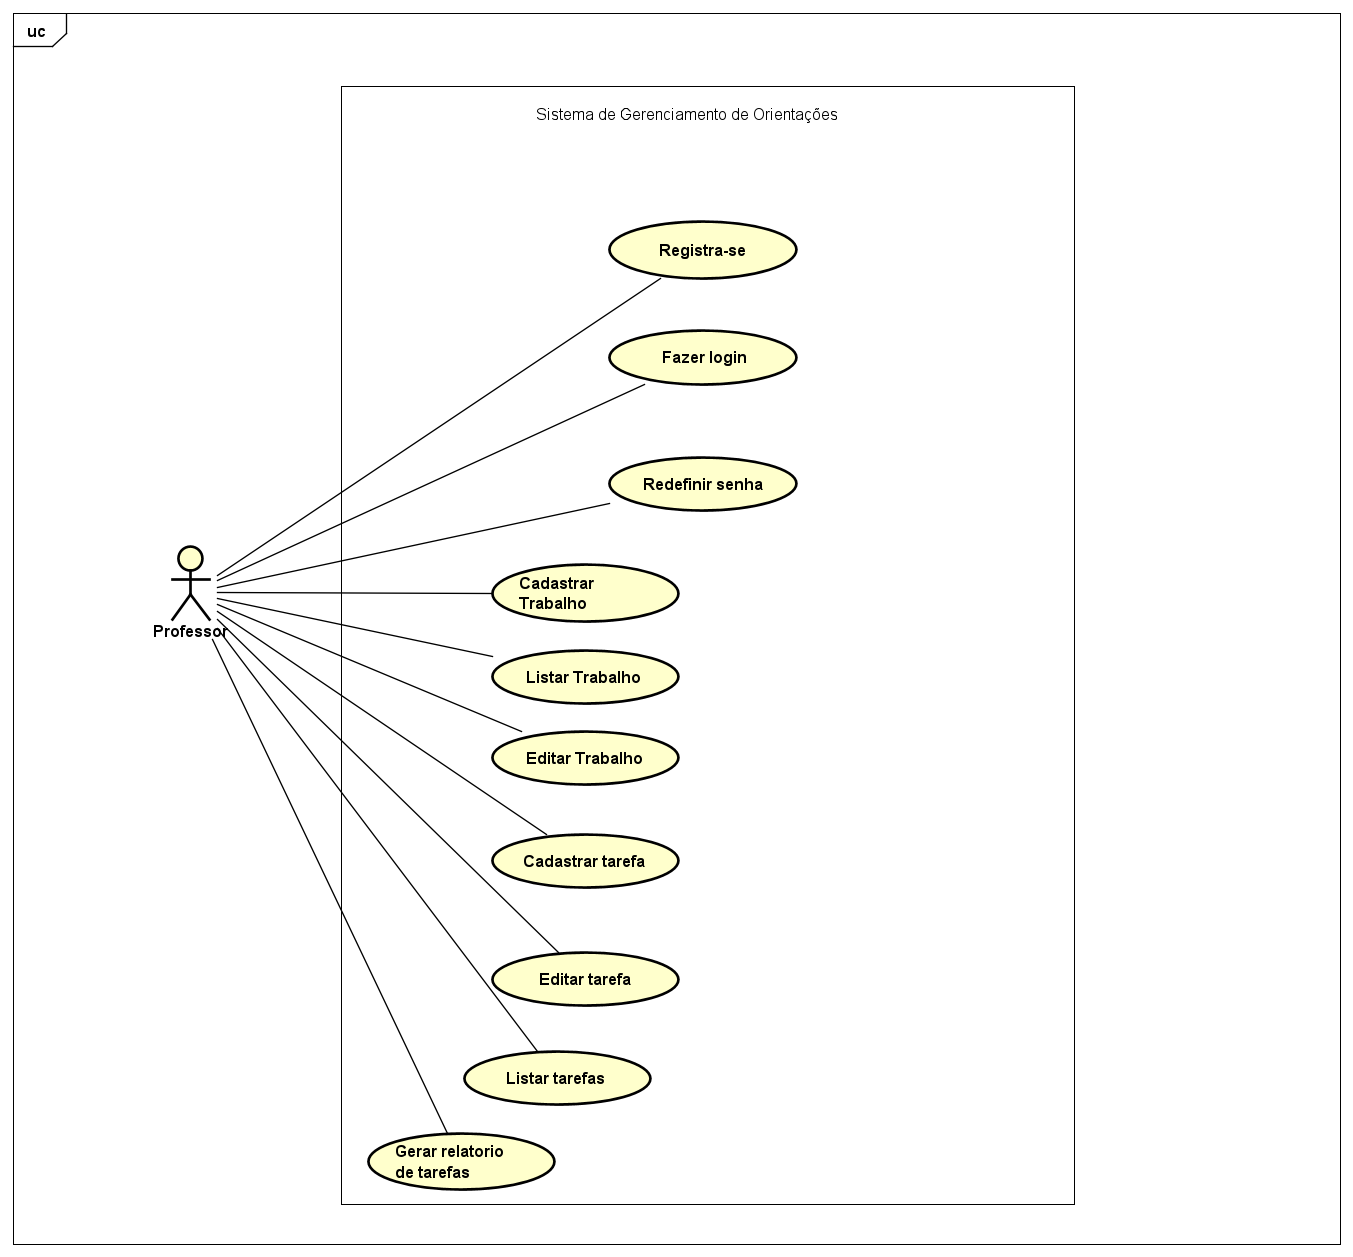 uc
Sistema de Gerenciamento de Orientações
Registra-se
Fazer login
Redefinir senha
Cadastrar
Trabalho
Professor
Listar Trabalho
Editar Trabalho
Cadastrar tarefa
Editar tarefa
Listar tarefas
Gerar relatorio
de tarefas